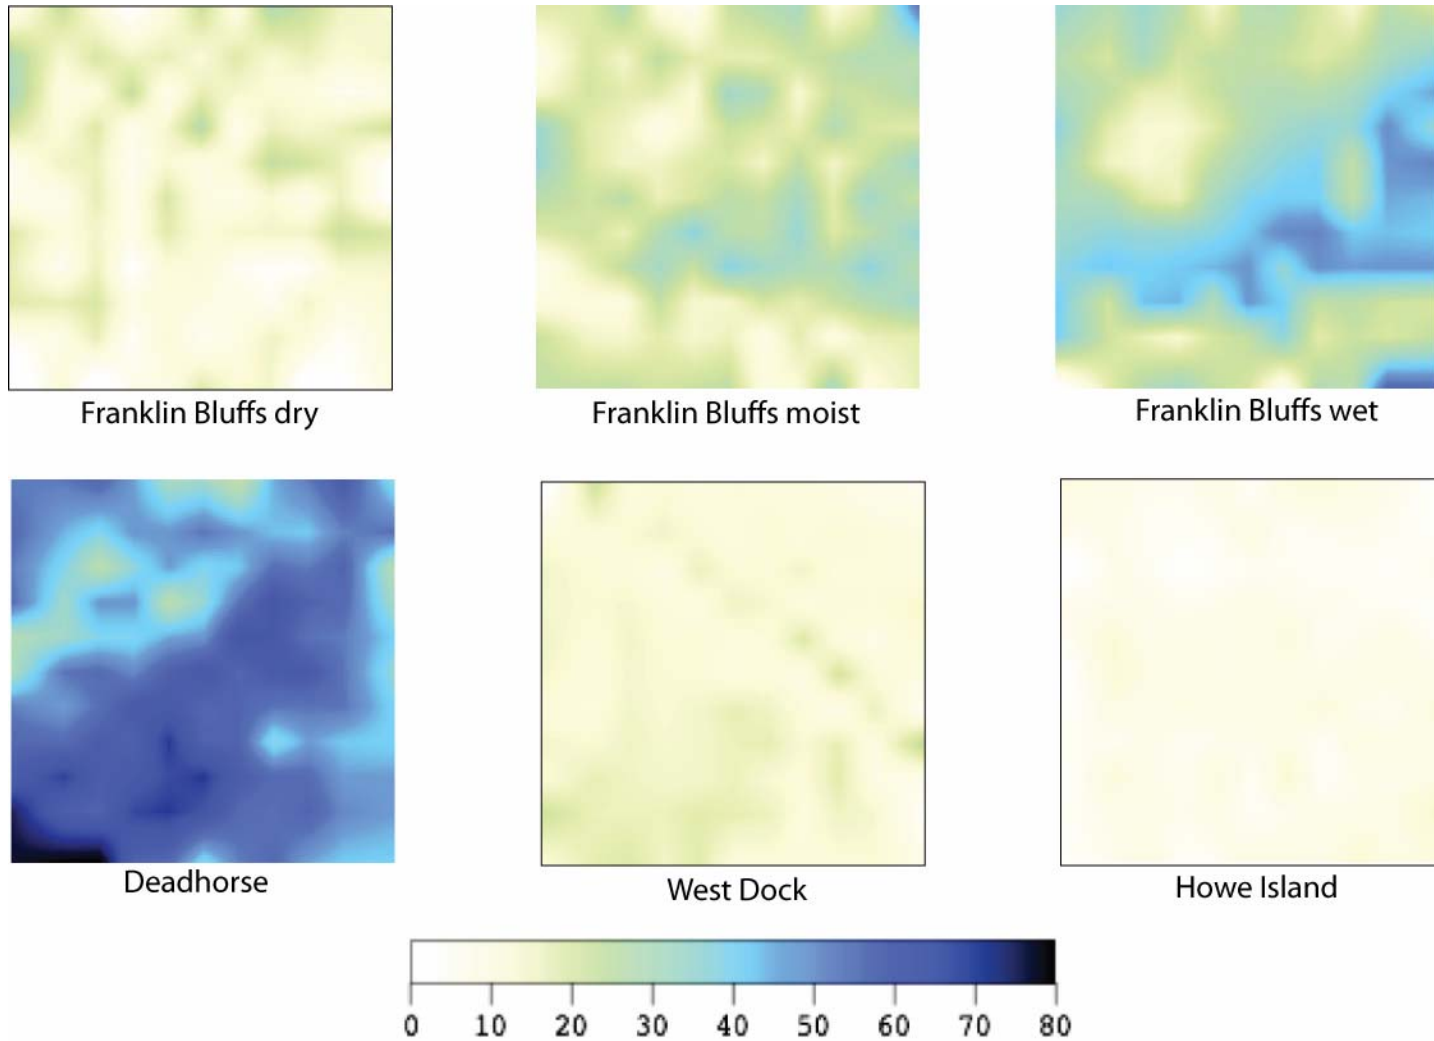 Franklin Bluffs dry
Franklin Bluffs moist
Franklin Bluffs wet
Deadhorse
West Dock
Howe Island
0 10 20 30 40 50 60 70 80